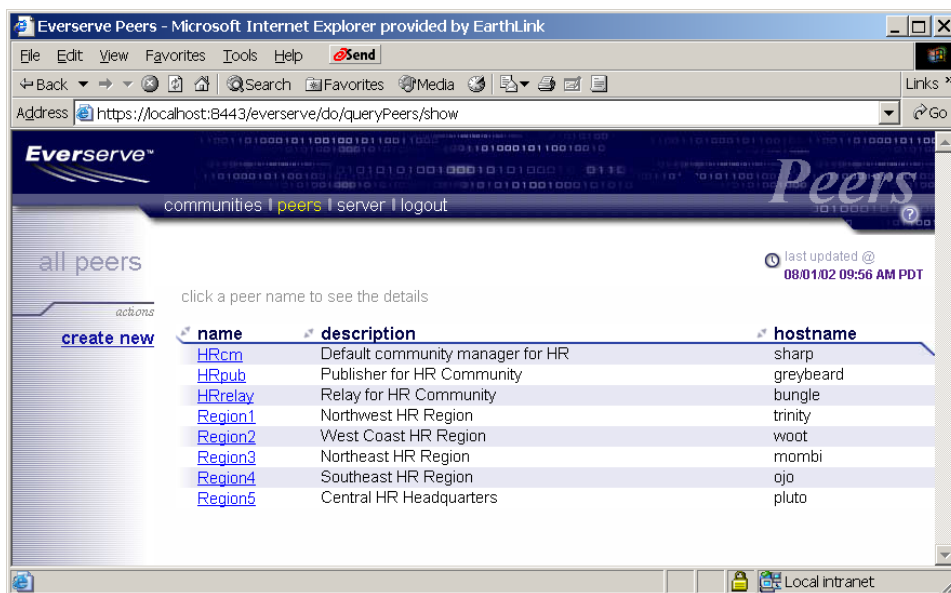 Everserve Peers - Microsoft Internet Explorer provided by EarthLink
File Edit View Favorites Tools Help Send
Back Search Favorites Media Links »
Address https://localhost:8443/everserve/do/queryPeers/show Go
Everserve™
Peers
communities | peers | server | logout ?
all peers
last updated @
08/01/02 09:56 AM PDT
click a peer name to see the details
actions
create new
name description hostname
HRcm Default community manager for HR sharp
HRpub Publisher for HR Community greybeard
HRrelay Relay for HR Community bungle
Region1 Northwest HR Region trinity
Region2 West Coast HR Region woot
Region3 Northeast HR Region mombi
Region4 Southeast HR Region ojo
Region5 Central HR Headquarters pluto
Local intranet